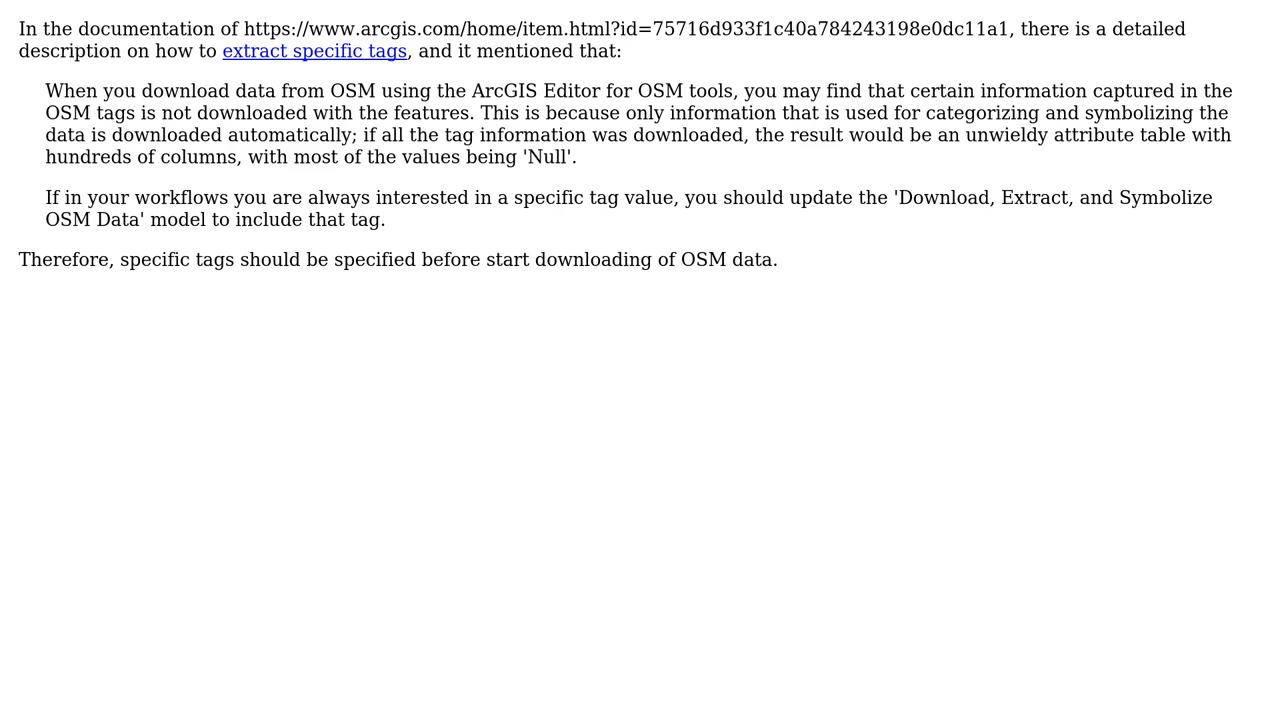 In the documentation of https://www.arcgis.com/home/item.html?id=75716d933f1c40a784243198e0dc11a1, there is a detailed
description on how to extract specific tags, and it mentioned that:
When you download data from OSM using the ArcGIS Editor for OSM tools, you may find that certain information captured in the
OSM tags is not downloaded with the features. This is because only information that is used for categorizing and symbolizing the
data is downloaded automatically; if all the tag information was downloaded, the result would be an unwieldy attribute table with
hundreds of columns, with most of the values being 'Null'.
If in your workflows you are always interested in a specific tag value, you should update the 'Download, Extract, and Symbolize
OSM Data' model to include that tag.
Therefore, specific tags should be specified before start downloading of OSM data.